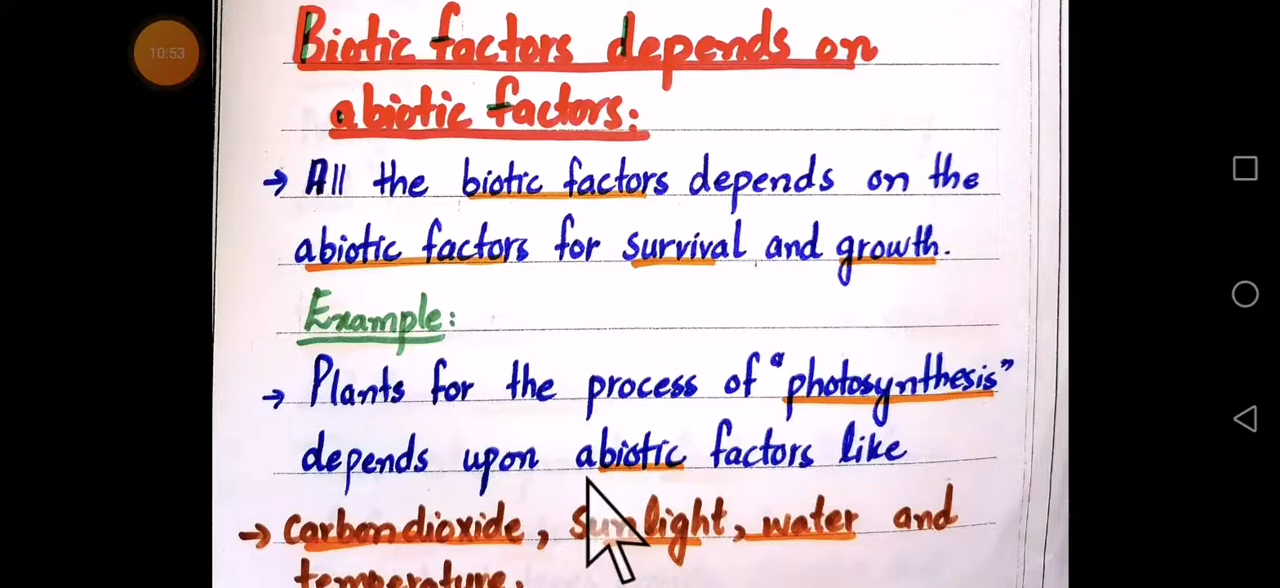 10:53
Biotic factors depends on
abiotic factors:
→ All the biotic factors depends on the
abiotic factors for survival and growth.
Example:
→ Plants for the process of "photosynthesis"
depends upon abiotic factors like
→ Carbondioxide, Sunlight, water and
temperature.